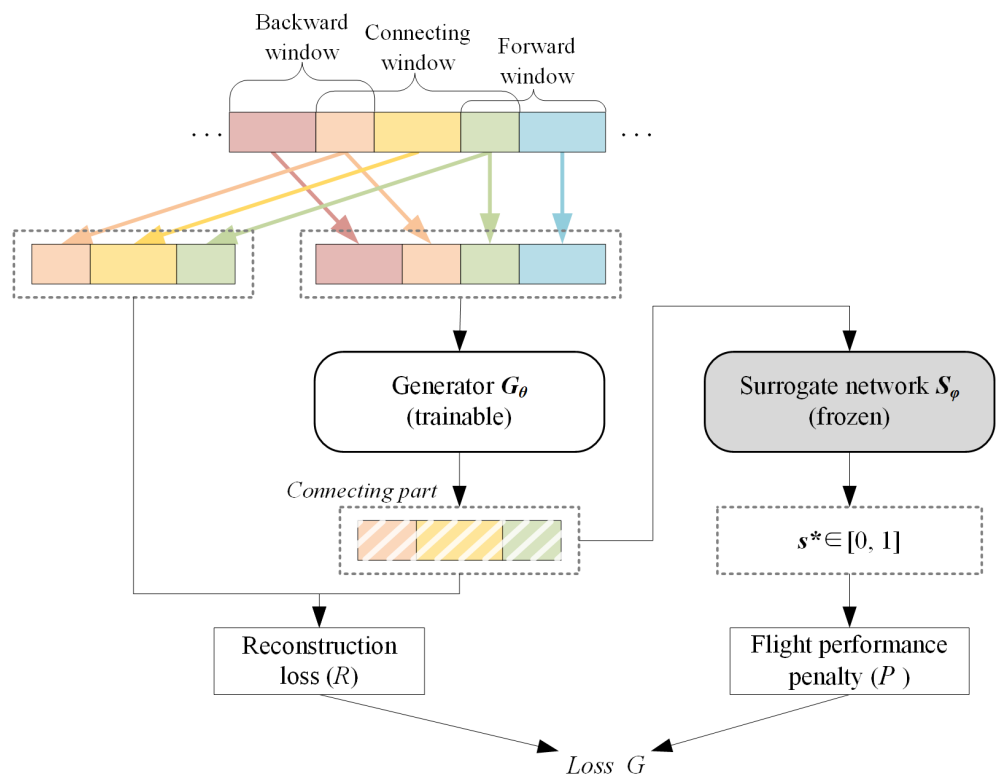 Backward
window
Connecting
window
Forward
window
. . .
. . .
Generator Gθ
(trainable)
Surrogate network Sφ
(frozen)
Connecting part
s*∈[0, 1]
Reconstruction
loss (R)
Flight performance
penalty (P )
Loss_G